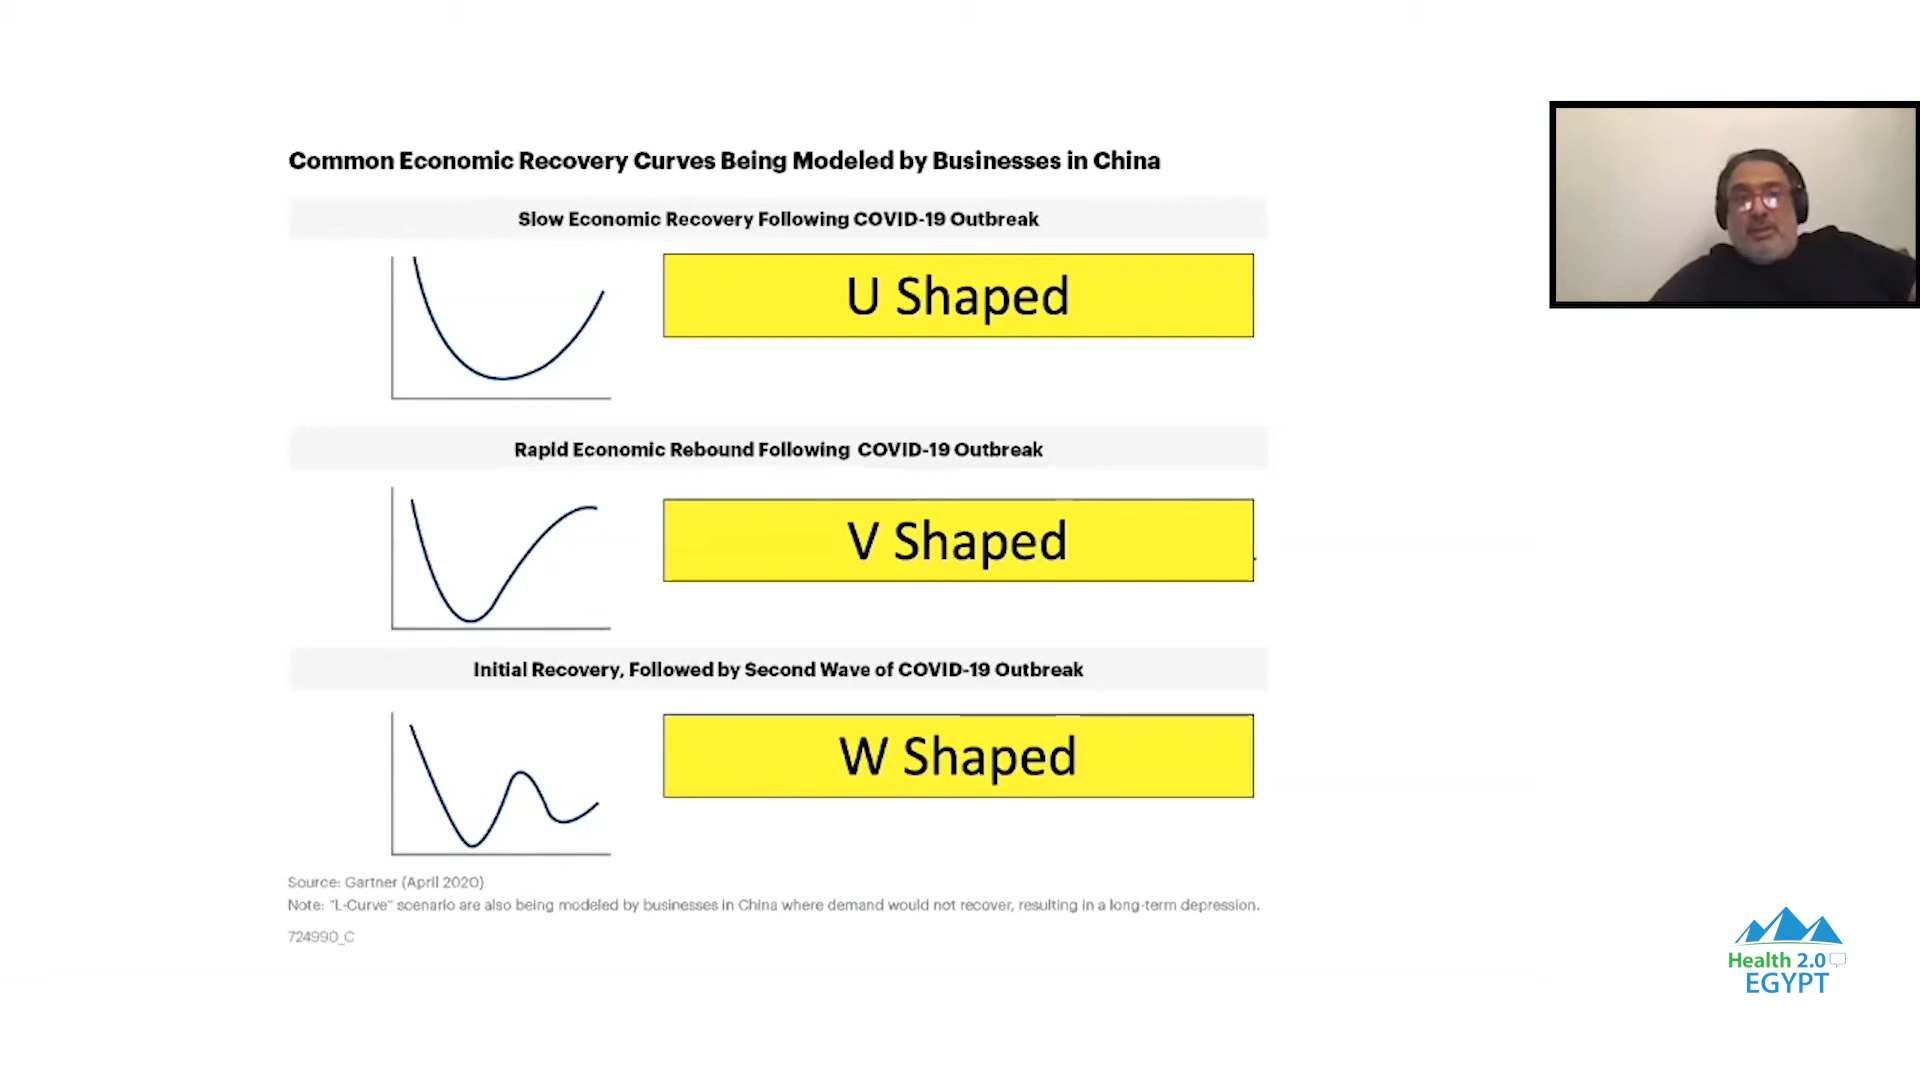 Common Economic Recovery Curves Being Modeled by Businesses in China
Slow Economic Recovery Following COVID-19 Outbreak
U Shaped
Rapid Economic Rebound Following COVID-19 Outbreak
V Shaped
Initial Recovery, Followed by Second Wave of COVID-19 Outbreak
W Shaped
Source: Gartner (April 2020)
Note: "L-Curve" scenario are also being modeled by businesses in China where demand would not recover, resulting in a long-term depression.
724990_C
Health 2.0
EGYPT